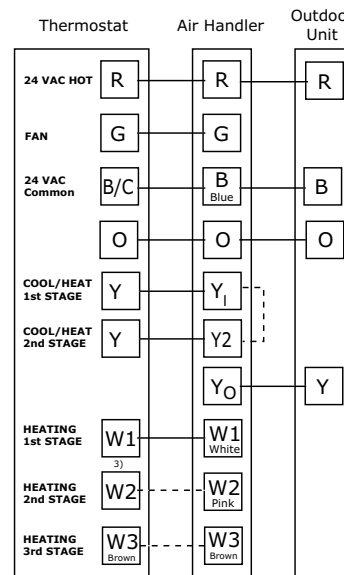 Thermostat Air Handler Outdoor Unit
24 VAC HOT R R R
FAN G G
24 VAC Common B/C B Blue B
O O O
COOL/HEAT 1st STAGE Y YI
COOL/HEAT 2nd STAGE Y Y2
YO Y
HEATING 1st STAGE W1 W1 White
3)
HEATING 2nd STAGE W2 W2 Pink
HEATING 3rd STAGE W3 Brown W3 Brown